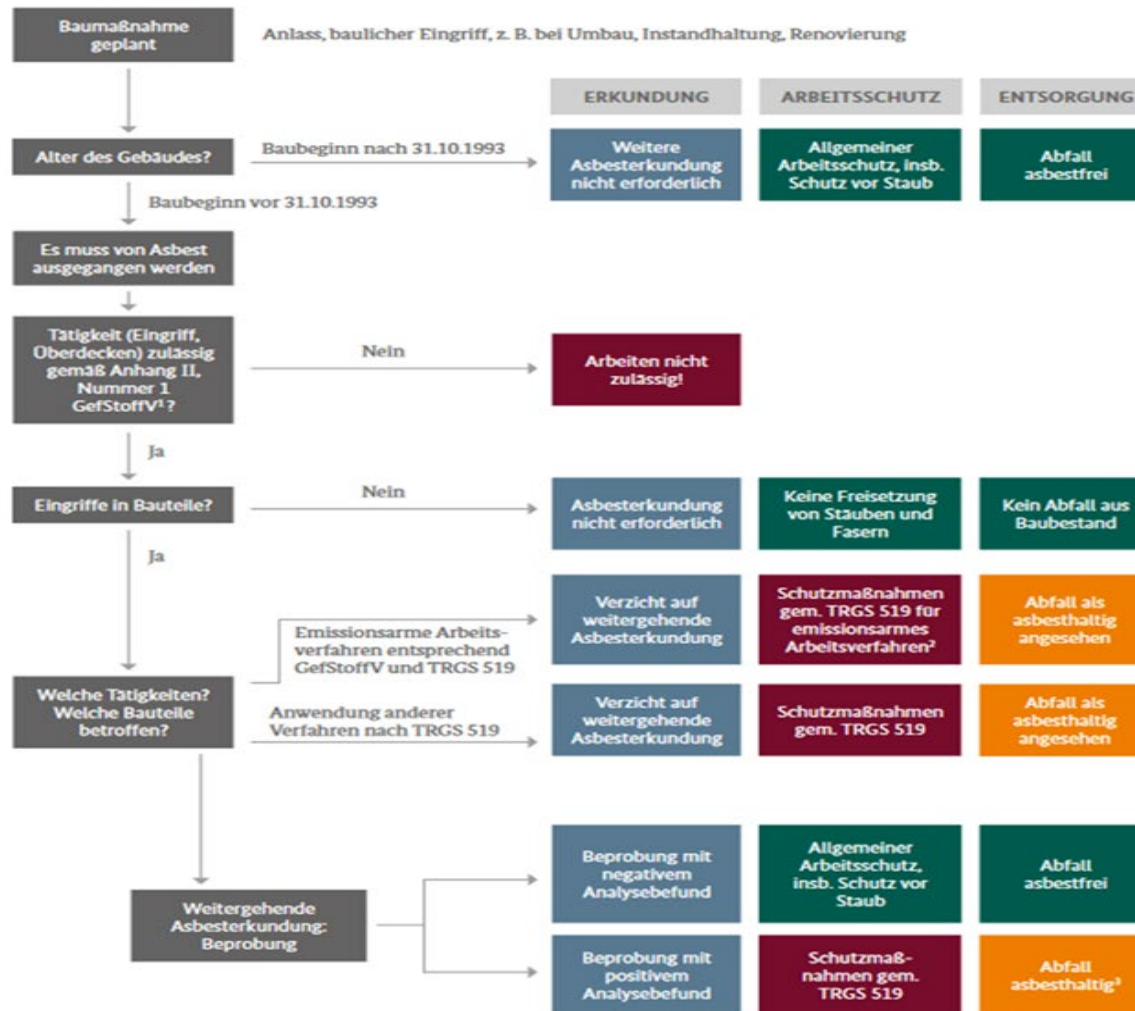 Baumaßnahme
geplant
Anlass, baulicher Eingriff, z. B. bei Umbau, Instandhaltung, Renovierung
ERKUNDUNG
ARBEITSSCHUTZ
ENTSORGUNG
Alter des Gebäudes?
Baubeginn nach 31.10.1993
Weitere
Asbesterkundung
nicht erforderlich
Allgemeiner
Arbeitsschutz, insb.
Schutz vor Staub
Abfall
asbestfrei
Baubeginn vor 31.10.1993
Es muss von Asbest
ausgegangen werden
Tätigkeit (Eingriff,
Überdecken) zulässig
gemäß Anhang II,
Nummer 1
GefStoffV¹?
Nein
Arbeiten nicht
zulässig!
Ja
Eingriffe in Bauteile?
Nein
Asbesterkundung
nicht erforderlich
Keine Freisetzung
von Stäuben und
Fasern
Kein Abfall aus
Baubestand
Ja
Emissionsarme Arbeits-
verfahren entsprechend
GefStoffV und TRGS 519
Verzicht auf
weitergehende
Asbesterkundung
Schutzmaßnahmen
gem. TRGS 519 für
emissionsarmes
Arbeitsverfahren²
Abfall als
asbesthaltig
angesehen
Welche Tätigkeiten?
Welche Bauteile
betroffen?
Anwendung anderer
Verfahren nach TRGS 519
Verzicht auf
weitergehende
Asbesterkundung
Schutzmaßnahmen
gem. TRGS 519
Abfall als
asbesthaltig
angesehen
Weitergehende
Asbesterkundung:
Beprobung
Beprobung mit
negativem
Analysebefund
Allgemeiner
Arbeitsschutz,
insb. Schutz vor
Staub
Abfall
asbestfrei
Beprobung mit
positivem
Analysebefund
Schutzmaß-
nahmen gem.
TRGS 519
Abfall
asbesthaltig³